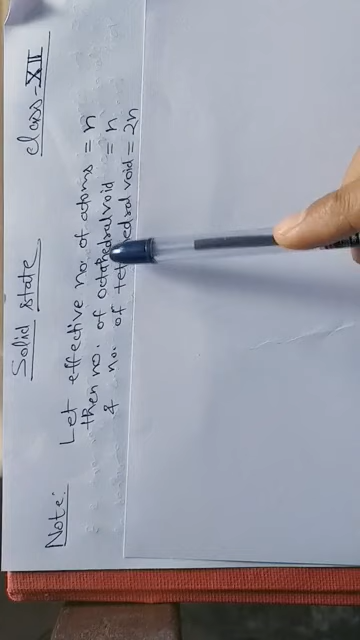 Solid state
Class-XII
Note:
Let effective no. of atoms = n
then no. of octahedral void = n
& no. of tetrahedral void = 2n